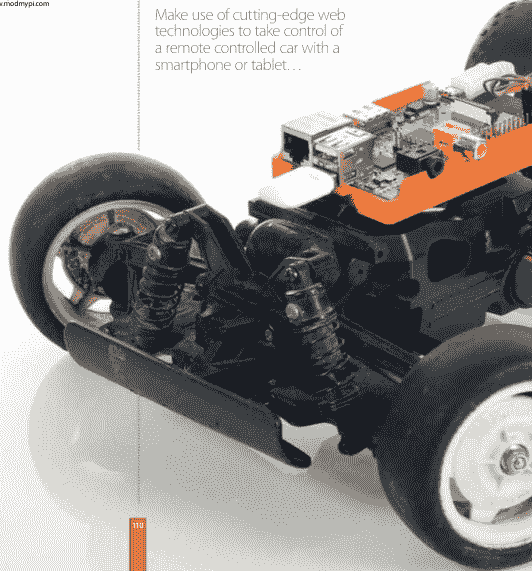 w.modmypi.com
Make use of cutting-edge web
technologies to take control of
a remote controlled car with a
smartphone or tablet…